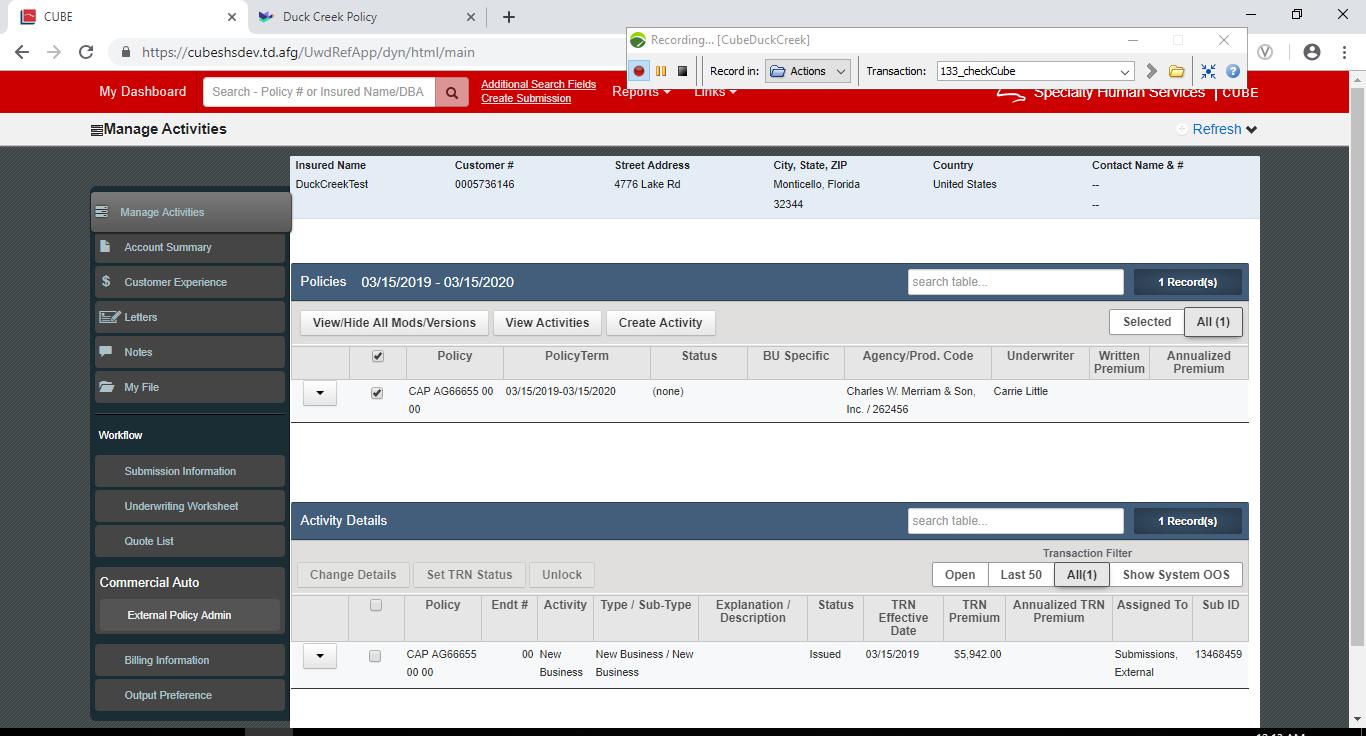 CUBE
Duck Creek Policy
https://cubeshsdev.td.afg/UwdRefApp/dyn/html/main
Recording... [CubeDuckCreek]
Record in: Actions Transaction: 133_checkCube
My Dashboard
Search - Policy # or Insured Name/DBA
Additional Search Fields
Create Submission
Reports
Links
Specialty Human Services | CUBE
Manage Activities
Refresh
Insured Name Customer # Street Address City, State, ZIP Country Contact Name & #
DuckCreekTest 0005736146 4776 Lake Rd Monticello, Florida United States --
32344 --
Manage Activities
Account Summary
$ Customer Experience
Letters
Notes
My File
Workflow
Submission Information
Underwriting Worksheet
Quote List
Commercial Auto
External Policy Admin
Billing Information
Output Preference
Policies 03/15/2019 - 03/15/2020 search table... 1 Record(s)
View/Hide All Mods/Versions View Activities Create Activity Selected All (1)
Policy PolicyTerm Status BU Specific Agency/Prod. Code Underwriter Written Annualized
Premium Premium
CAP AG66655 00 03/15/2019-03/15/2020 (none) Charles W. Merriam & Son, Carrie Little
00 Inc. / 262456
Activity Details search table... 1 Record(s)
Transaction Filter
Change Details Set TRN Status Unlock Open Last 50 All(1) Show System OOS
Policy Endt # Activity Type / Sub-Type Explanation / Status TRN TRN Annualized TRN Assigned To Sub ID
Description Effective Premium Premium
Date
CAP AG66655 00 New New Business / New Issued 03/15/2019 $5,942.00 Submissions, 13468459
00 00 Business Business External